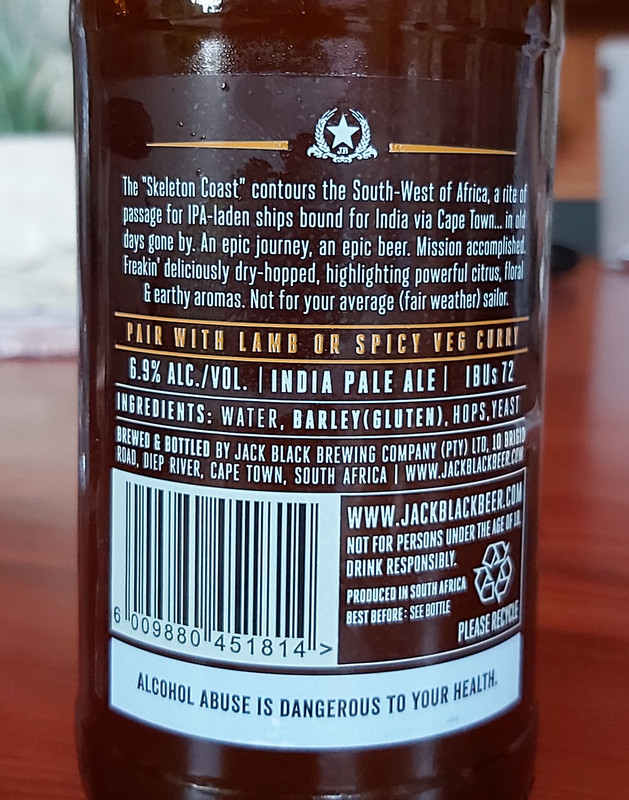 JB
The "Skeleton Coast" contours the South-West of Africa, a rite of
passage for IPA-laden ships bound for India via Cape Town... in old
days gone by. An epic journey, an epic beer. Mission accomplished.
Freakin' deliciously dry-hopped, highlighting powerful citrus, floral
& earthy aromas. Not for your average (fair weather) sailor.
PAIR WITH LAMB OR SPICY VEG CURRY
6.9% ALC./VOL. | INDIA PALE ALE | IBUs 72
INGREDIENTS: WATER, BARLEY(GLUTEN), HOPS, YEAST
BREWED & BOTTLED BY JACK BLACK BREWING COMPANY (PTY) LTD, 10 BRIGID
ROAD, DIEP RIVER, CAPE TOWN, SOUTH AFRICA | WWW.JACKBLACKBEER.COM
WWW.JACKBLACKBEER.COM
NOT FOR PERSONS UNDER THE AGE OF 18.
DRINK RESPONSIBLY.
PRODUCED IN SOUTH AFRICA
BEST BEFORE: SEE BOTTLE
PLEASE RECYCLE
6 009880 451814 >
ALCOHOL ABUSE IS DANGEROUS TO YOUR HEALTH.